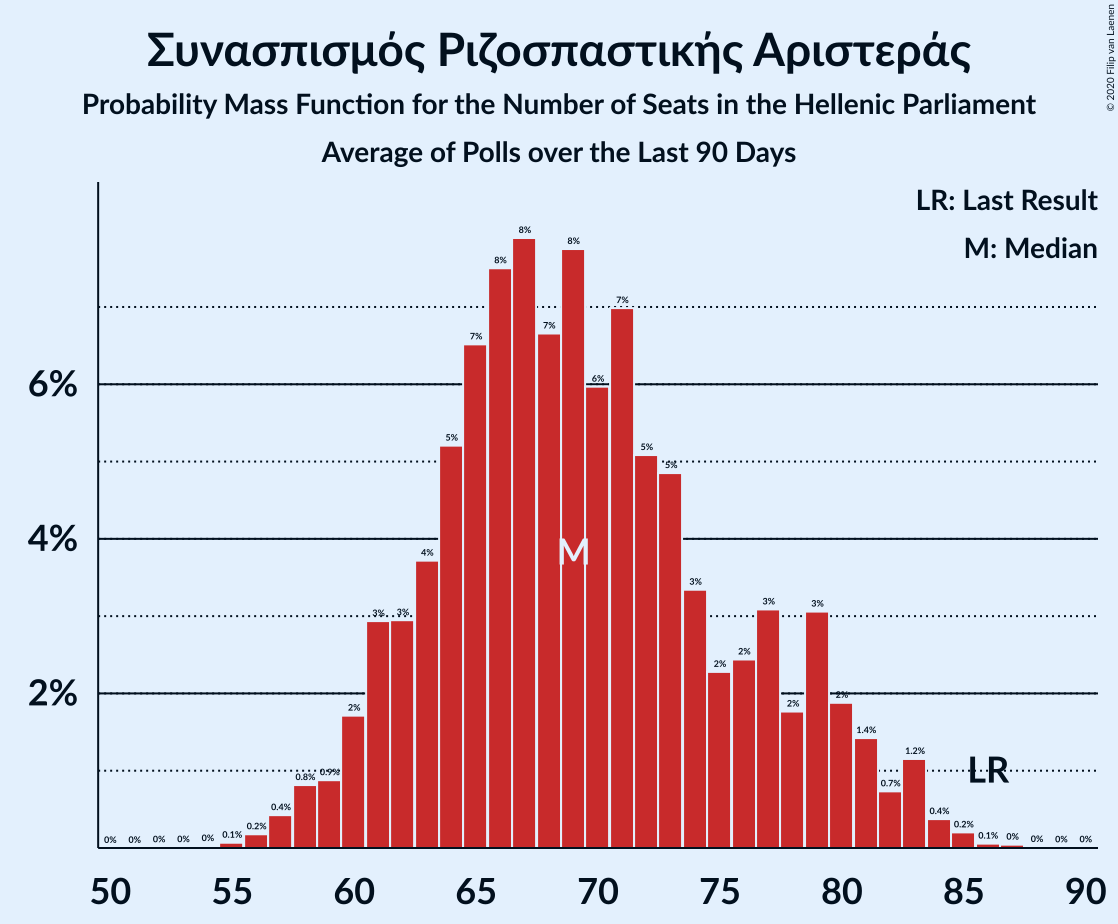 Συνασπισμός Ριζοσπαστικής Αριστεράς
Probability Mass Function for the Number of Seats in the Hellenic Parliament
Average of Polls over the Last 90 Days
© 2020 Filip van Laenen
LR: Last Result
M: Median
6%
4%
2%
0% 0% 0% 0% 0% 0.1% 0.2% 0.4% 0.8% 0.9% 2% 3% 3% 4% 5% 7% 8% 8% 7% 8% 6% 7% 5% 5% 3% 2% 2% 3% 2% 3% 2% 1.4% 0.7% 1.2% 0.4% 0.2% 0.1% 0% 0% 0% 0%
M
LR
50 55 60 65 70 75 80 85 90